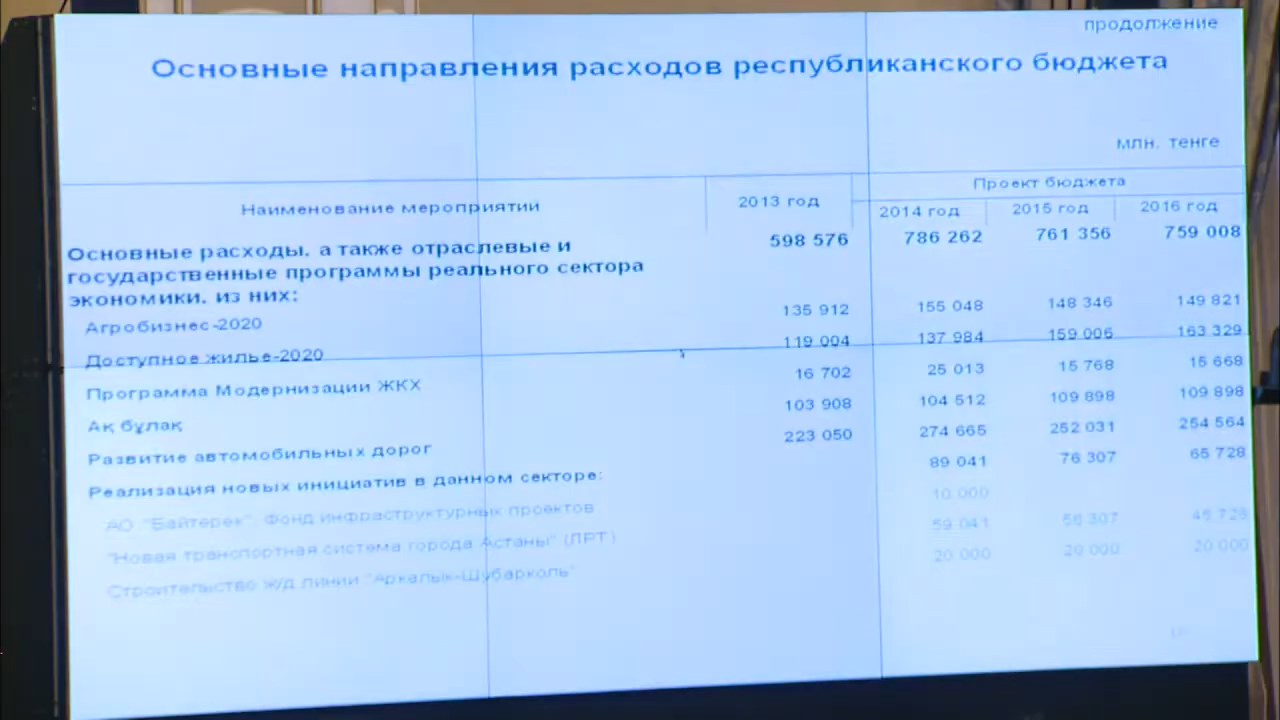 продолжение
Основные направления расходов республиканского бюджета
млн. тенге
Наименование мероприятии 2013 год Проект бюджета
2014 год 2015 год 2016 год
Основные расходы, а также отраслевые и 598 576 786 262 761 356 759 008
государственные программы реального сектора
экономики, из них:
Агробизнес-2020 135 912 155 048 148 346 149 821
Доступное жилье-2020 119 004 137 984 159 006 163 329
Программа Модернизации ЖКХ 16 702 25 013 15 768 15 668
Ақ бұлақ 103 908 104 512 109 898 109 898
Развитие автомобильных дорог 223 050 274 665 252 031 254 564
Реализация новых инициатив в данном секторе: 89 041 76 307 65 728
АО "Байтерек". Фонд инфраструктурных проектов 10 000
"Новая транспортная система города Астаны" (ЛРТ) 59 041 56 307 45 728
Строительство ж/д линии "Аркалык-Шубарколь" 20 000 20 000 20 000